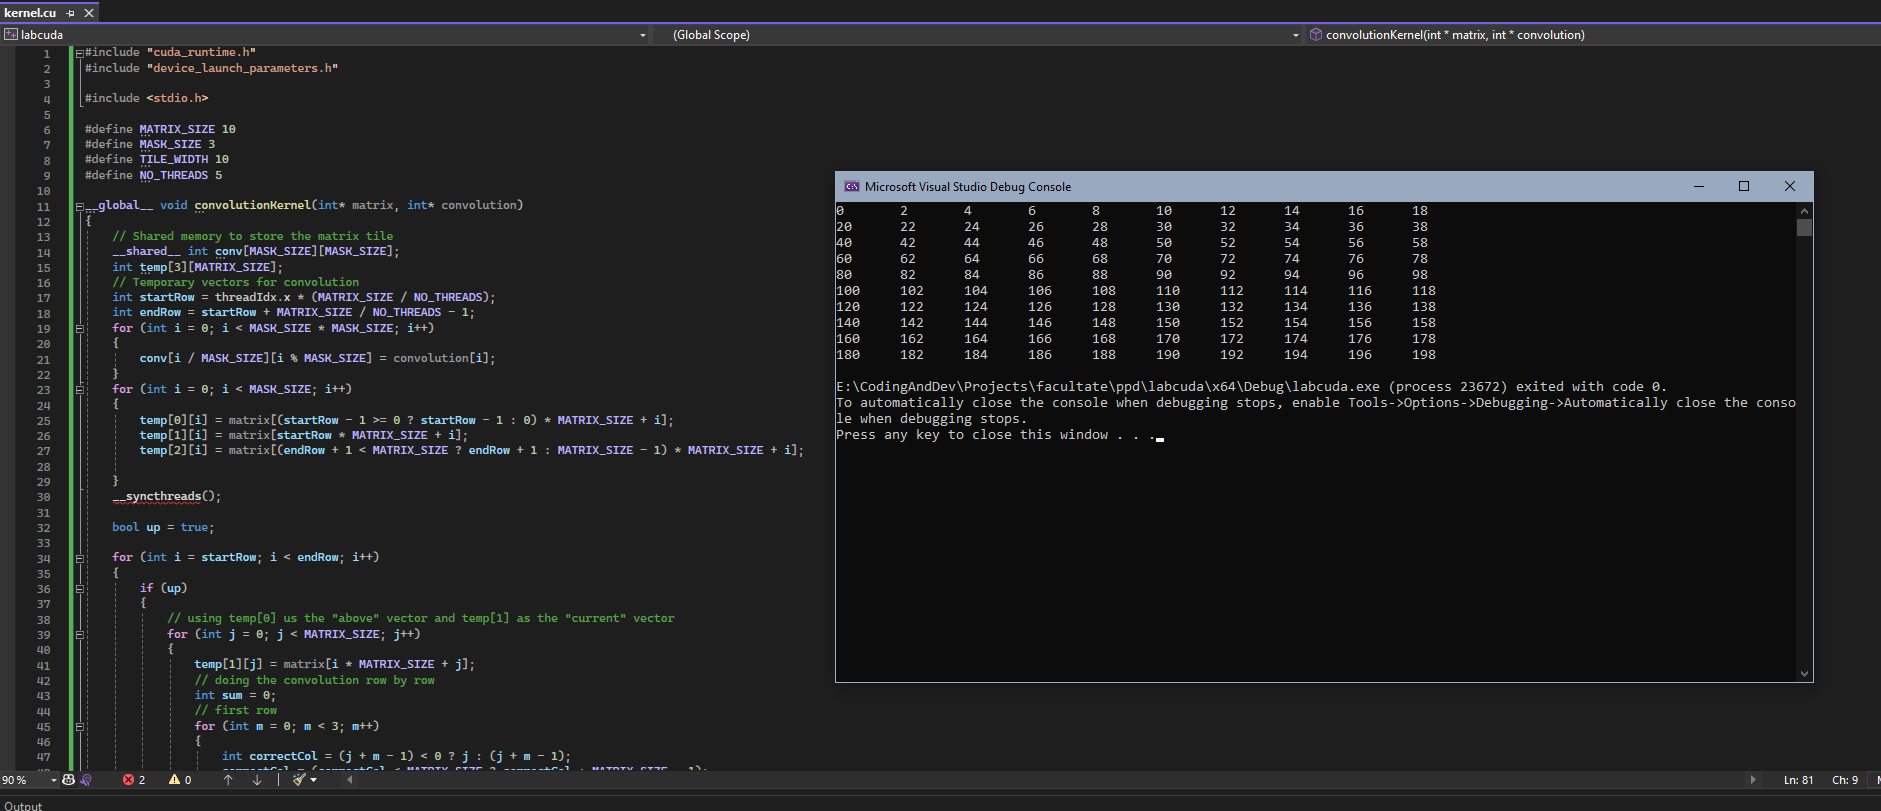 kernel.cu
labcuda (Global Scope) convolutionKernel(int * matrix, int * convolution)
1 #include "cuda_runtime.h"
2 #include "device_launch_parameters.h"
3
4 #include <stdio.h>
5
6 #define MATRIX_SIZE 10
7 #define MASK_SIZE 3
8 #define TILE_WIDTH 10
9 #define NO_THREADS 5
10
11 __global__ void convolutionKernel(int* matrix, int* convolution)
12 {
13 // Shared memory to store the matrix tile
14 __shared__ int conv[MASK_SIZE][MASK_SIZE];
15 int temp[3][MATRIX_SIZE];
16 // Temporary vectors for convolution
17 int startRow = threadIdx.x * (MATRIX_SIZE / NO_THREADS);
18 int endRow = startRow + MATRIX_SIZE / NO_THREADS - 1;
19 for (int i = 0; i < MASK_SIZE * MASK_SIZE; i++)
20 {
21 conv[i / MASK_SIZE][i % MASK_SIZE] = convolution[i];
22 }
23 for (int i = 0; i < MASK_SIZE; i++)
24 {
25 temp[0][i] = matrix[(startRow - 1 >= 0 ? startRow - 1 : 0) * MATRIX_SIZE + i];
26 temp[1][i] = matrix[startRow * MATRIX_SIZE + i];
27 temp[2][i] = matrix[(endRow + 1 < MATRIX_SIZE ? endRow + 1 : MATRIX_SIZE - 1) * MATRIX_SIZE + i];
28
29 }
30 __syncthreads();
31
32 bool up = true;
33
34 for (int i = startRow; i < endRow; i++)
35 {
36 if (up)
37 {
38 // using temp[0] us the "above" vector and temp[1] as the "current" vector
39 for (int j = 0; j < MATRIX_SIZE; j++)
40 {
41 temp[1][j] = matrix[i * MATRIX_SIZE + j];
42 // doing the convolution row by row
43 int sum = 0;
44 // first row
45 for (int m = 0; m < 3; m++)
46 {
47 int correctCol = (j + m - 1) < 0 ? j : (j + m - 1);
correctCol = (correctCol < MATRIX_SIZE ? correctCol : MATRIX_SIZE - 1);
90 % 2 0 Ln: 81 Ch: 9
Output
Microsoft Visual Studio Debug Console
0 2 4 6 8 10 12 14 16 18
20 22 24 26 28 30 32 34 36 38
40 42 44 46 48 50 52 54 56 58
60 62 64 66 68 70 72 74 76 78
80 82 84 86 88 90 92 94 96 98
100 102 104 106 108 110 112 114 116 118
120 122 124 126 128 130 132 134 136 138
140 142 144 146 148 150 152 154 156 158
160 162 164 166 168 170 172 174 176 178
180 182 184 186 188 190 192 194 196 198
E:\CodingAndDev\Projects\facultate\ppd\labcuda\x64\Debug\labcuda.exe (process 23672) exited with code 0.
To automatically close the console when debugging stops, enable Tools->Options->Debugging->Automatically close the conso
le when debugging stops.
Press any key to close this window . . .